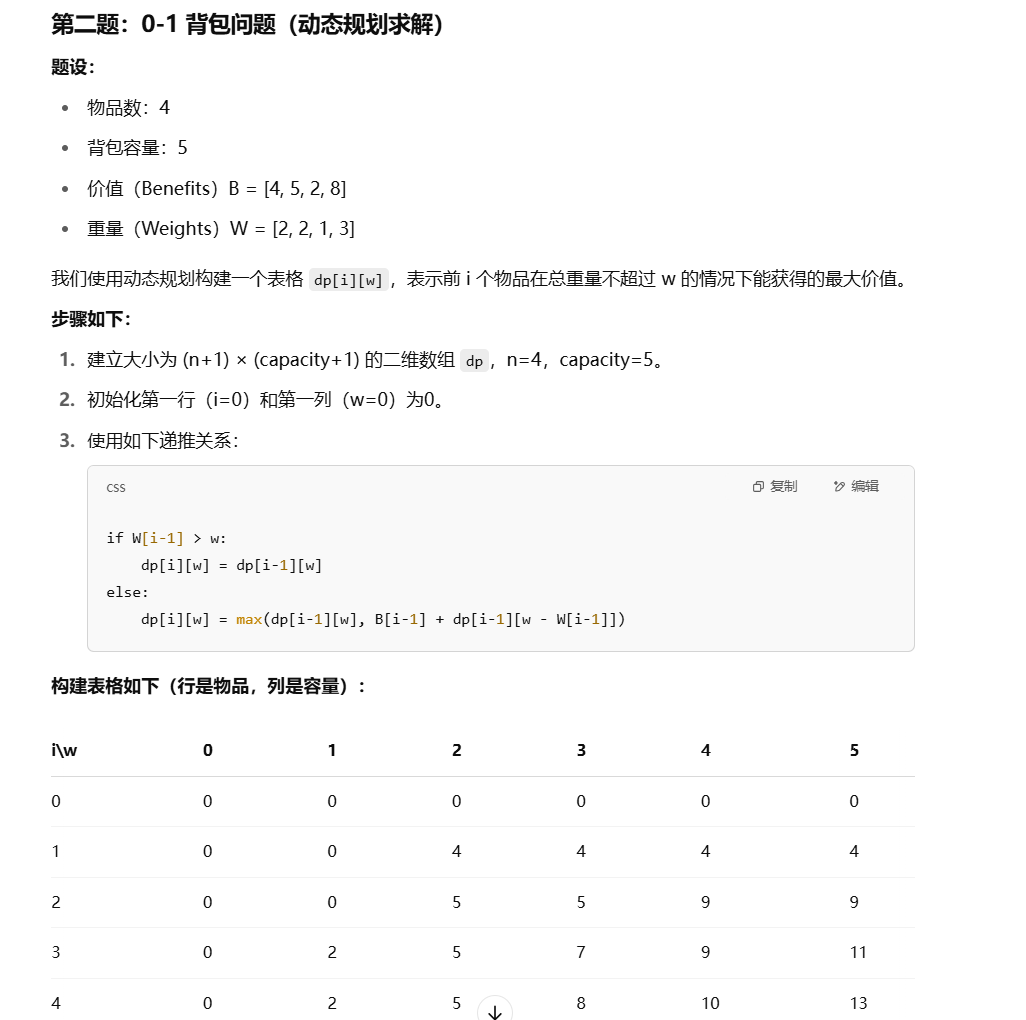 第二题：0-1 背包问题（动态规划求解）
题设：
• 物品数：4
• 背包容量：5
• 价值（Benefits）B = [4, 5, 2, 8]
• 重量（Weights）W = [2, 2, 1, 3]
我们使用动态规划构建一个表格 dp[i][w]，表示前 i 个物品在总重量不超过 w 的情况下能获得的最大价值。
步骤如下：
1. 建立大小为 (n+1) × (capacity+1) 的二维数组 dp，n=4，capacity=5。
2. 初始化第一行（i=0）和第一列（w=0）为0。
3. 使用如下递推关系：
css 复制 编辑
if W[i-1] > w:
    dp[i][w] = dp[i-1][w]
else:
    dp[i][w] = max(dp[i-1][w], B[i-1] + dp[i-1][w - W[i-1]])
构建表格如下（行是物品，列是容量）：
i\w 0 1 2 3 4 5
0 0 0 0 0 0 0
1 0 0 4 4 4 4
2 0 0 5 5 9 9
3 0 2 5 7 9 11
4 0 2 5 8 10 13